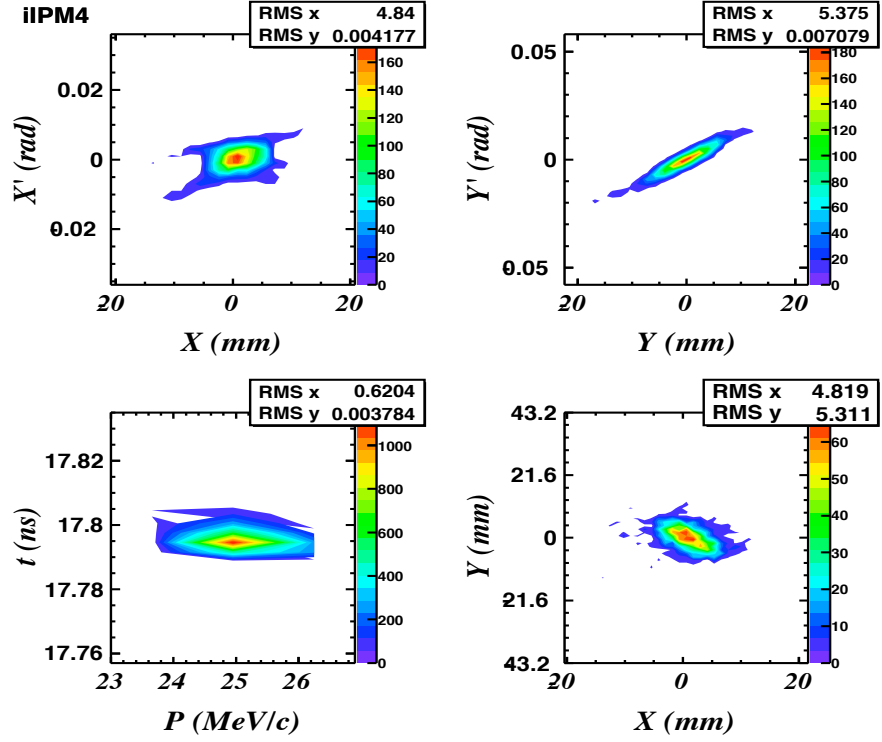 iIPM4
RMS x 4.84
RMS y 0.004177
0.02
0
-0.02
X' (rad)
-20 0 20
X (mm)
160
140
120
100
80
60
40
20
0
RMS x 5.375
RMS y 0.007079
0.05
0
-0.05
Y' (rad)
-20 0 20
Y (mm)
180
160
140
120
100
80
60
40
20
0
RMS x 0.6204
RMS y 0.003784
17.82
17.8
17.78
17.76
t (ns)
23 24 25 26
P (MeV/c)
1000
800
600
400
200
0
RMS x 4.819
RMS y 5.311
43.2
21.6
0
-21.6
-43.2
Y (mm)
-20 0 20
X (mm)
60
50
40
30
20
10
0